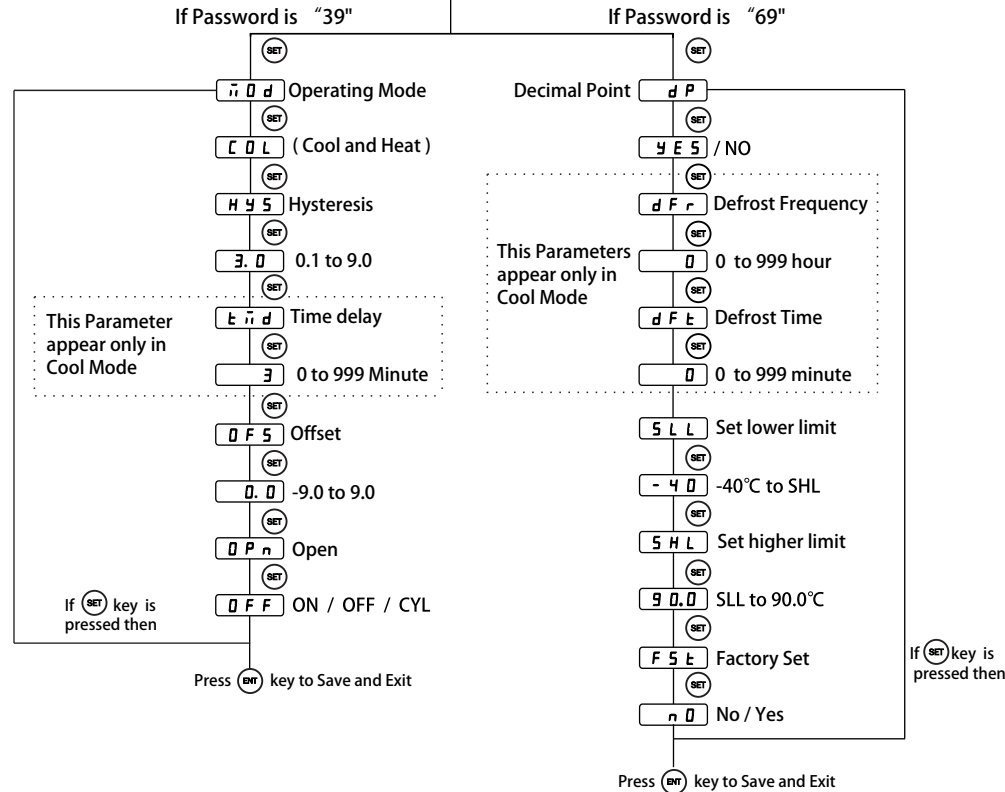 If Password is “39"
SET
n̄Od Operating Mode
SET
COL ( Cool and Heat )
SET
HYS Hysteresis
SET
3.0 0.1 to 9.0
SET
This Parameter
appear only in
Cool Mode
tn̄d Time delay
SET
3 0 to 999 Minute
SET
OFS Offset
SET
0.0 -9.0 to 9.0
SET
OPn Open
SET
OFF ON / OFF / CYL
If SET key is
pressed then
Press ENT key to Save and Exit
If Password is “69"
SET
Decimal Point dP
SET
YES / NO
SET
dFr Defrost Frequency
SET
This Parameters
appear only in
Cool Mode
0 0 to 999 hour
SET
dFt Defrost Time
SET
0 0 to 999 minute
SLL Set lower limit
SET
-40 -40℃ to SHL
SET
SHL Set higher limit
SET
90.0 SLL to 90.0℃
SET
FSt Factory Set
SET
nO No / Yes
If SET key is
pressed then
Press ENT key to Save and Exit